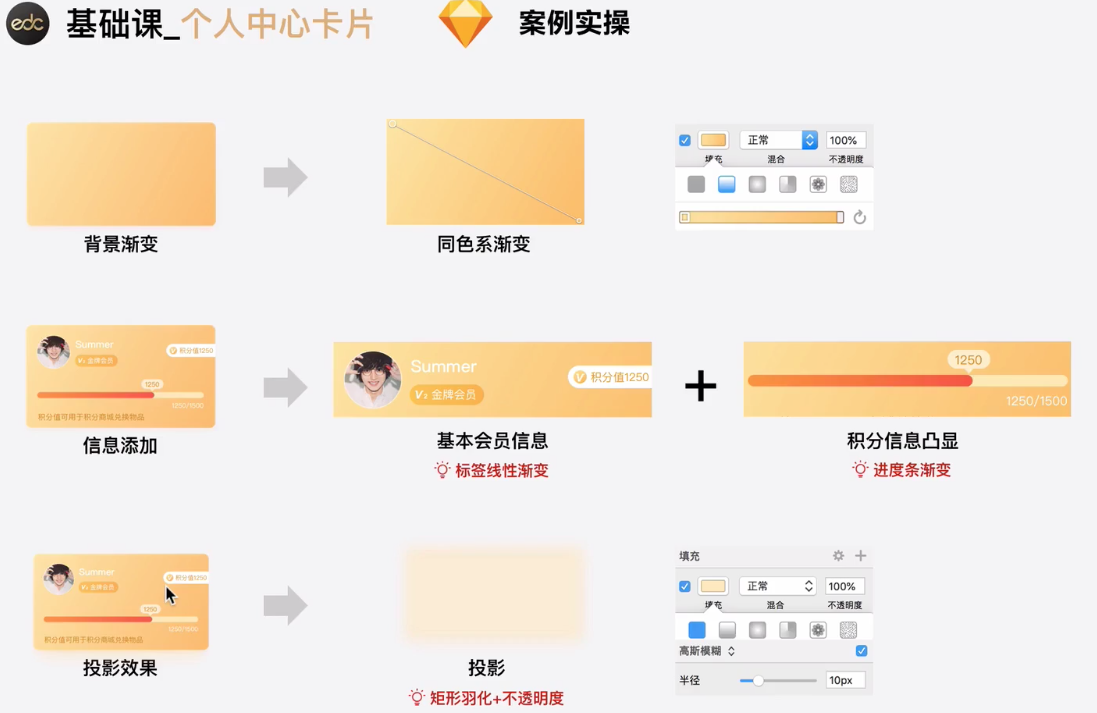 edc 基础课_个人中心卡片 案例实操
正常 100%
填充 混合 不透明度
背景渐变 同色系渐变
Summer
V2 金牌会员
积分值1250
1250
1250/1500
积分值可用于积分商城兑换物品
信息添加
Summer
V2 金牌会员
积分值1250
基本会员信息
标签线性渐变
1250
1250/1500
积分信息凸显
进度条渐变
Summer
V2 金牌会员
积分值1250
1250
1250/1500
积分值可用于积分商城兑换物品
投影效果
投影
矩形羽化+不透明度
填充
正常 100%
填充 混合 不透明度
高斯模糊
半径 10px